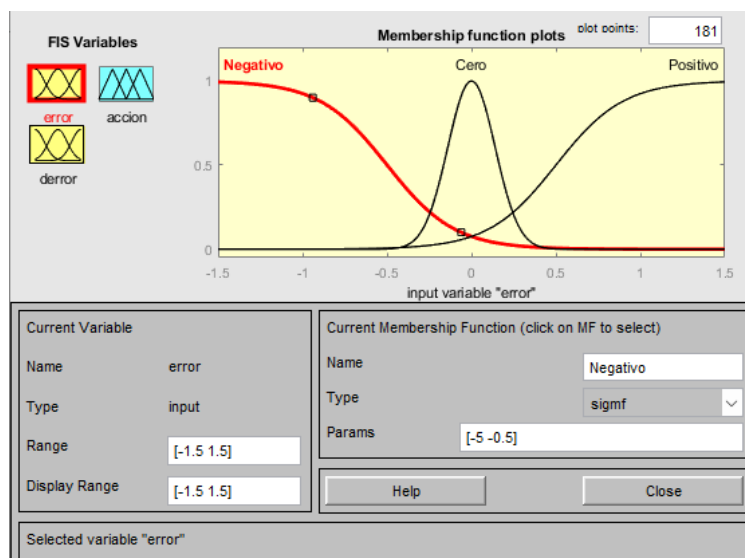 FIS Variables
error
accion
derror
Membership function plots
plot points:
181
Negativo
Cero
Positivo
1
0.5
0
-1.5
-1
-0.5
0
0.5
1
1.5
input variable "error"
Current Variable
Name
error
Type
input
Range
[-1.5 1.5]
Display Range
[-1.5 1.5]
Current Membership Function (click on MF to select)
Name
Negativo
Type
sigmf
Params
[-5 -0.5]
Help
Close
Selected variable "error"